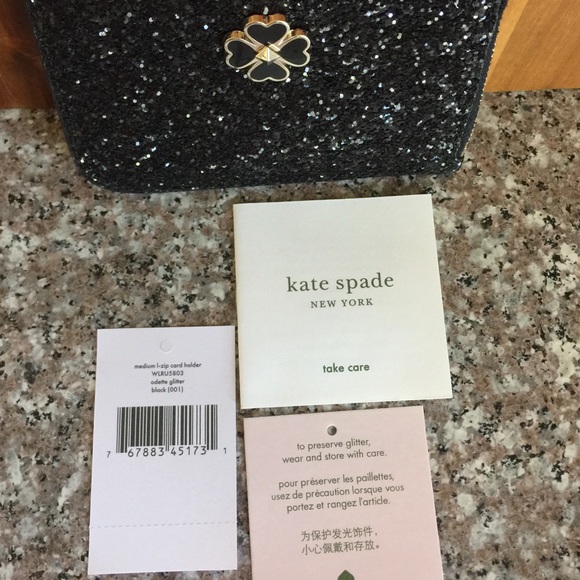 kate spade
NEW YORK
take care
medium l-zip card holder
WLRU5803
odette glitter
black (001)
7 67883 45173 1
to preserve glitter,
wear and store with care.
pour préserver les paillettes,
usez de précaution lorsque vous
portez et rangez l'article.
为保护发光饰件，
小心佩戴和存放。